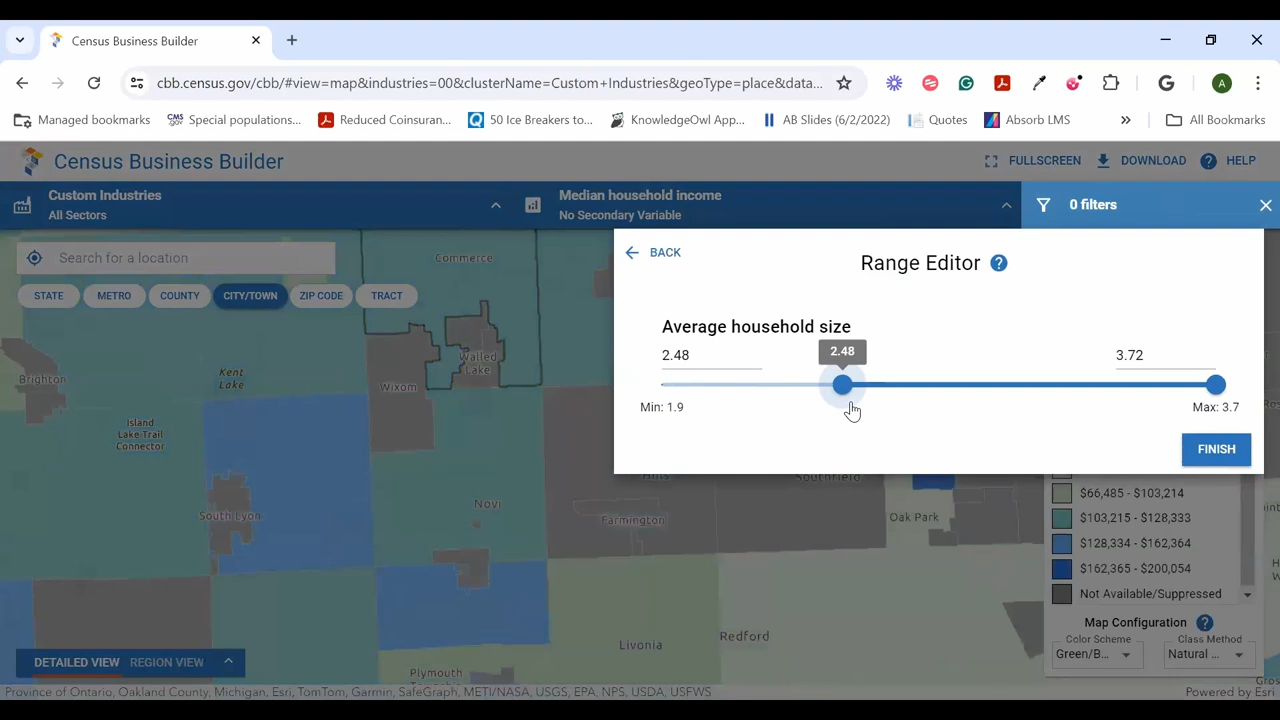 Census Business Builder
cbb.census.gov/cbb/#view=map&industries=00&clusterName=Custom+Industries&geoType=place&data...
G
A
Managed bookmarks
CMS.gov Special populations...
Reduced Coinsuran...
50 Ice Breakers to...
KnowledgeOwl App...
AB Slides (6/2/2022)
Quotes
Absorb LMS
All Bookmarks
Census Business Builder
FULLSCREEN
DOWNLOAD
HELP
Custom Industries
All Sectors
Median household income
No Secondary Variable
0 filters
Search for a location
STATE
METRO
COUNTY
CITY/TOWN
ZIP CODE
TRACT
BACK
Range Editor
Average household size
2.48
2.48
3.72
Min: 1.9
Max: 3.7
FINISH
Commerce
Walled
Lake
Wixom
Brighton
Kent
Lake
Island
Lake Trail
Connector
South Lyon
Novi
Hills
Farmington
Southfield
Oak Park
Livonia
Redford
Plymouth
Township
$66,485 - $103,214
$103,215 - $128,333
$128,334 - $162,364
$162,365 - $200,054
Not Available/Suppressed
Map Configuration
Color Scheme
Green/B...
Class Method
Natural ...
DETAILED VIEW
REGION VIEW
Province of Ontario, Oakland County, Michigan, Esri, TomTom, Garmin, SafeGraph, METI/NASA, USGS, EPA, NPS, USDA, USFWS
Powered by Esri